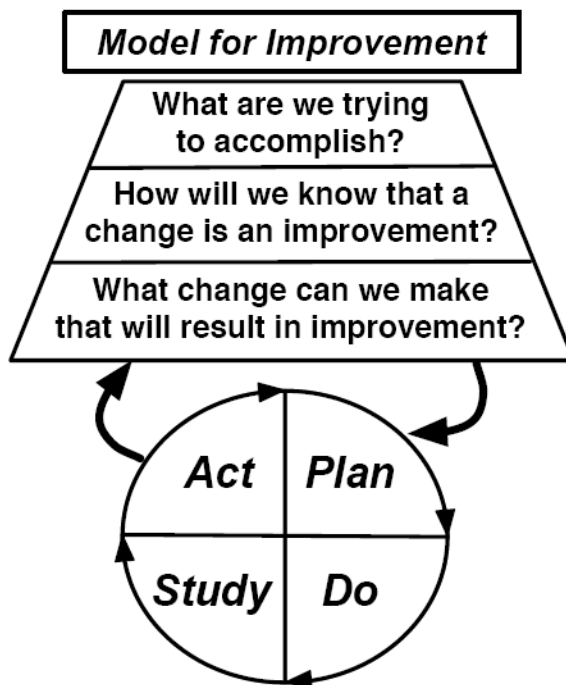 Model for Improvement
What are we trying
to accomplish?
How will we know that a
change is an improvement?
What change can we make
that will result in improvement?
Act
Plan
Study
Do